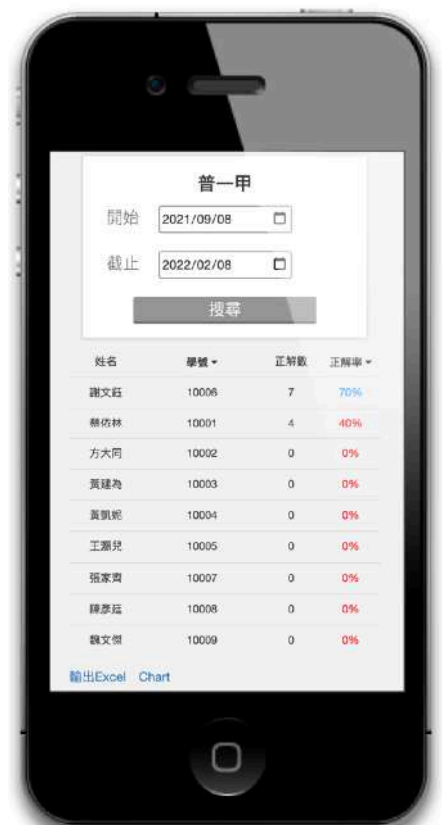 普一甲
開始 2021/09/08
截止 2022/02/08
搜尋
姓名 學號 正解數 正解率
謝文鈺 10006 7 70%
蔡依林 10001 4 40%
方大同 10002 0 0%
黃建為 10003 0 0%
黃凱妮 10004 0 0%
王灝兒 10005 0 0%
張家齊 10007 0 0%
陳彥廷 10008 0 0%
魏文傑 10009 0 0%
輸出Excel Chart